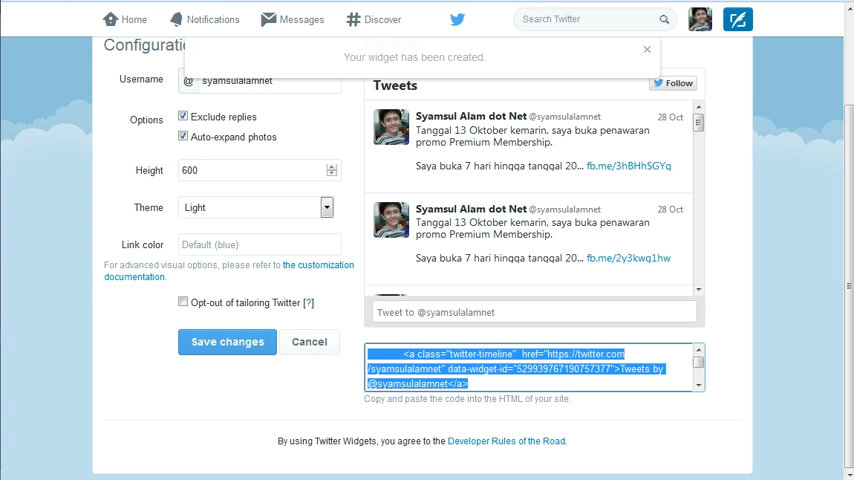 Home
Notifications
Messages
Discover
Search Twitter
Your widget has been created.
Username
@ syamsulalamnet
Options
Exclude replies
Auto-expand photos
Height
600
Theme
Light
Link color
Default (blue)
For advanced visual options, please refer to the customization
documentation.
Opt-out of tailoring Twitter [?]
Save changes
Cancel
Tweets
Follow
Syamsul Alam dot Net @syamsulalamnet
28 Oct
Tanggal 13 Oktober kemarin, saya buka penawaran
promo Premium Membership.
Saya buka 7 hari hingga tanggal 20... fb.me/3hBHhSGYq
Syamsul Alam dot Net @syamsulalamnet
28 Oct
Tanggal 13 Oktober kemarin, saya buka penawaran
promo Premium Membership.
Saya buka 7 hari hingga tanggal 20... fb.me/2y3kwq1hw
Tweet to @syamsulalamnet
<a class="twitter-timeline" href="https://twitter.com
/syamsulalamnet" data-widget-id="529939767190757377">Tweets by
@syamsulalamnet</a>
Copy and paste the code into the HTML of your site.
By using Twitter Widgets, you agree to the Developer Rules of the Road.